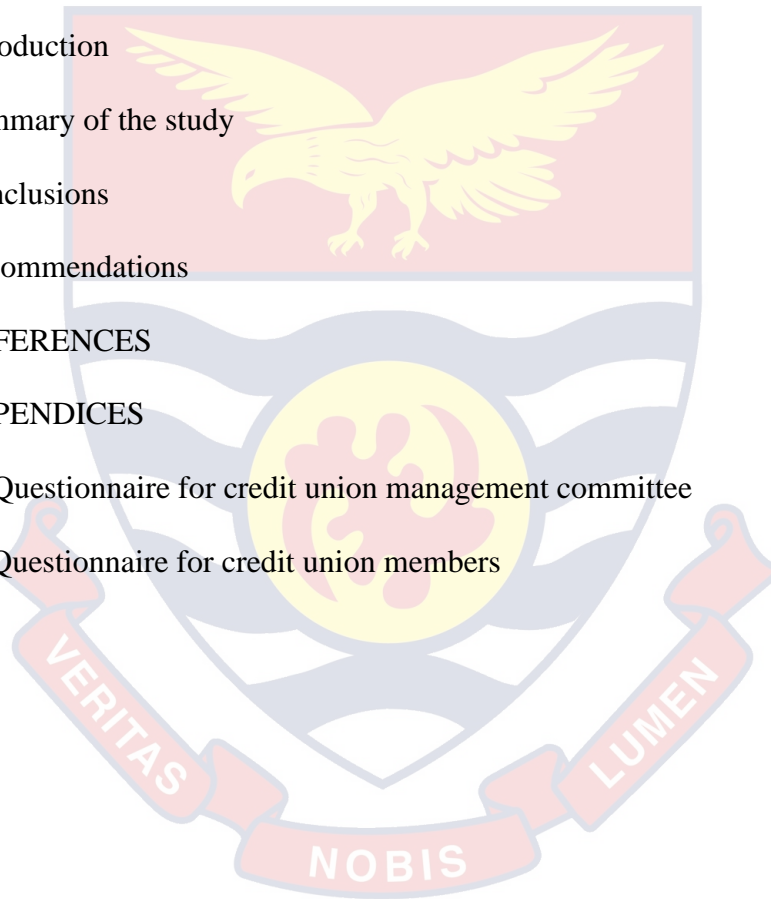 oduction
nmary of the study
nclusions
ommendations
FERENCES
PENDICES
Questionnaire for credit union management committee
Questionnaire for credit union members
VERITAS
NOBIS
LUMEN